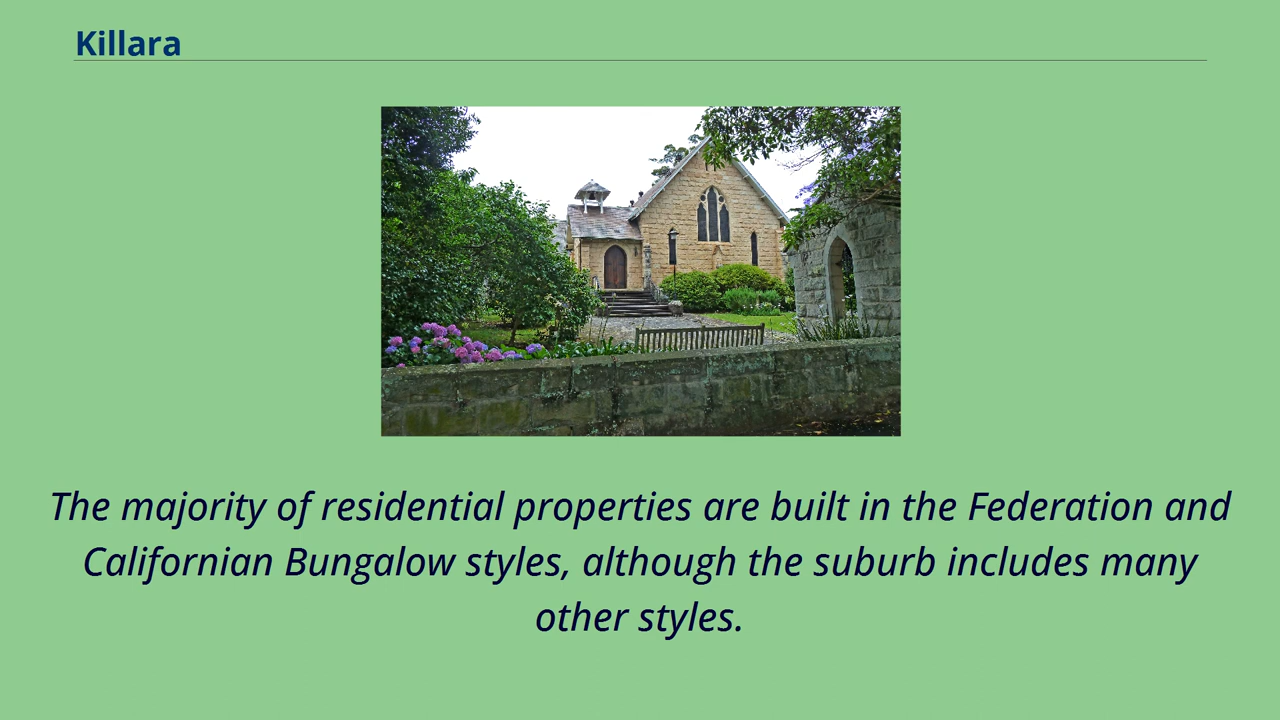 Killara
The majority of residential properties are built in the Federation and
Californian Bungalow styles, although the suburb includes many
other styles.